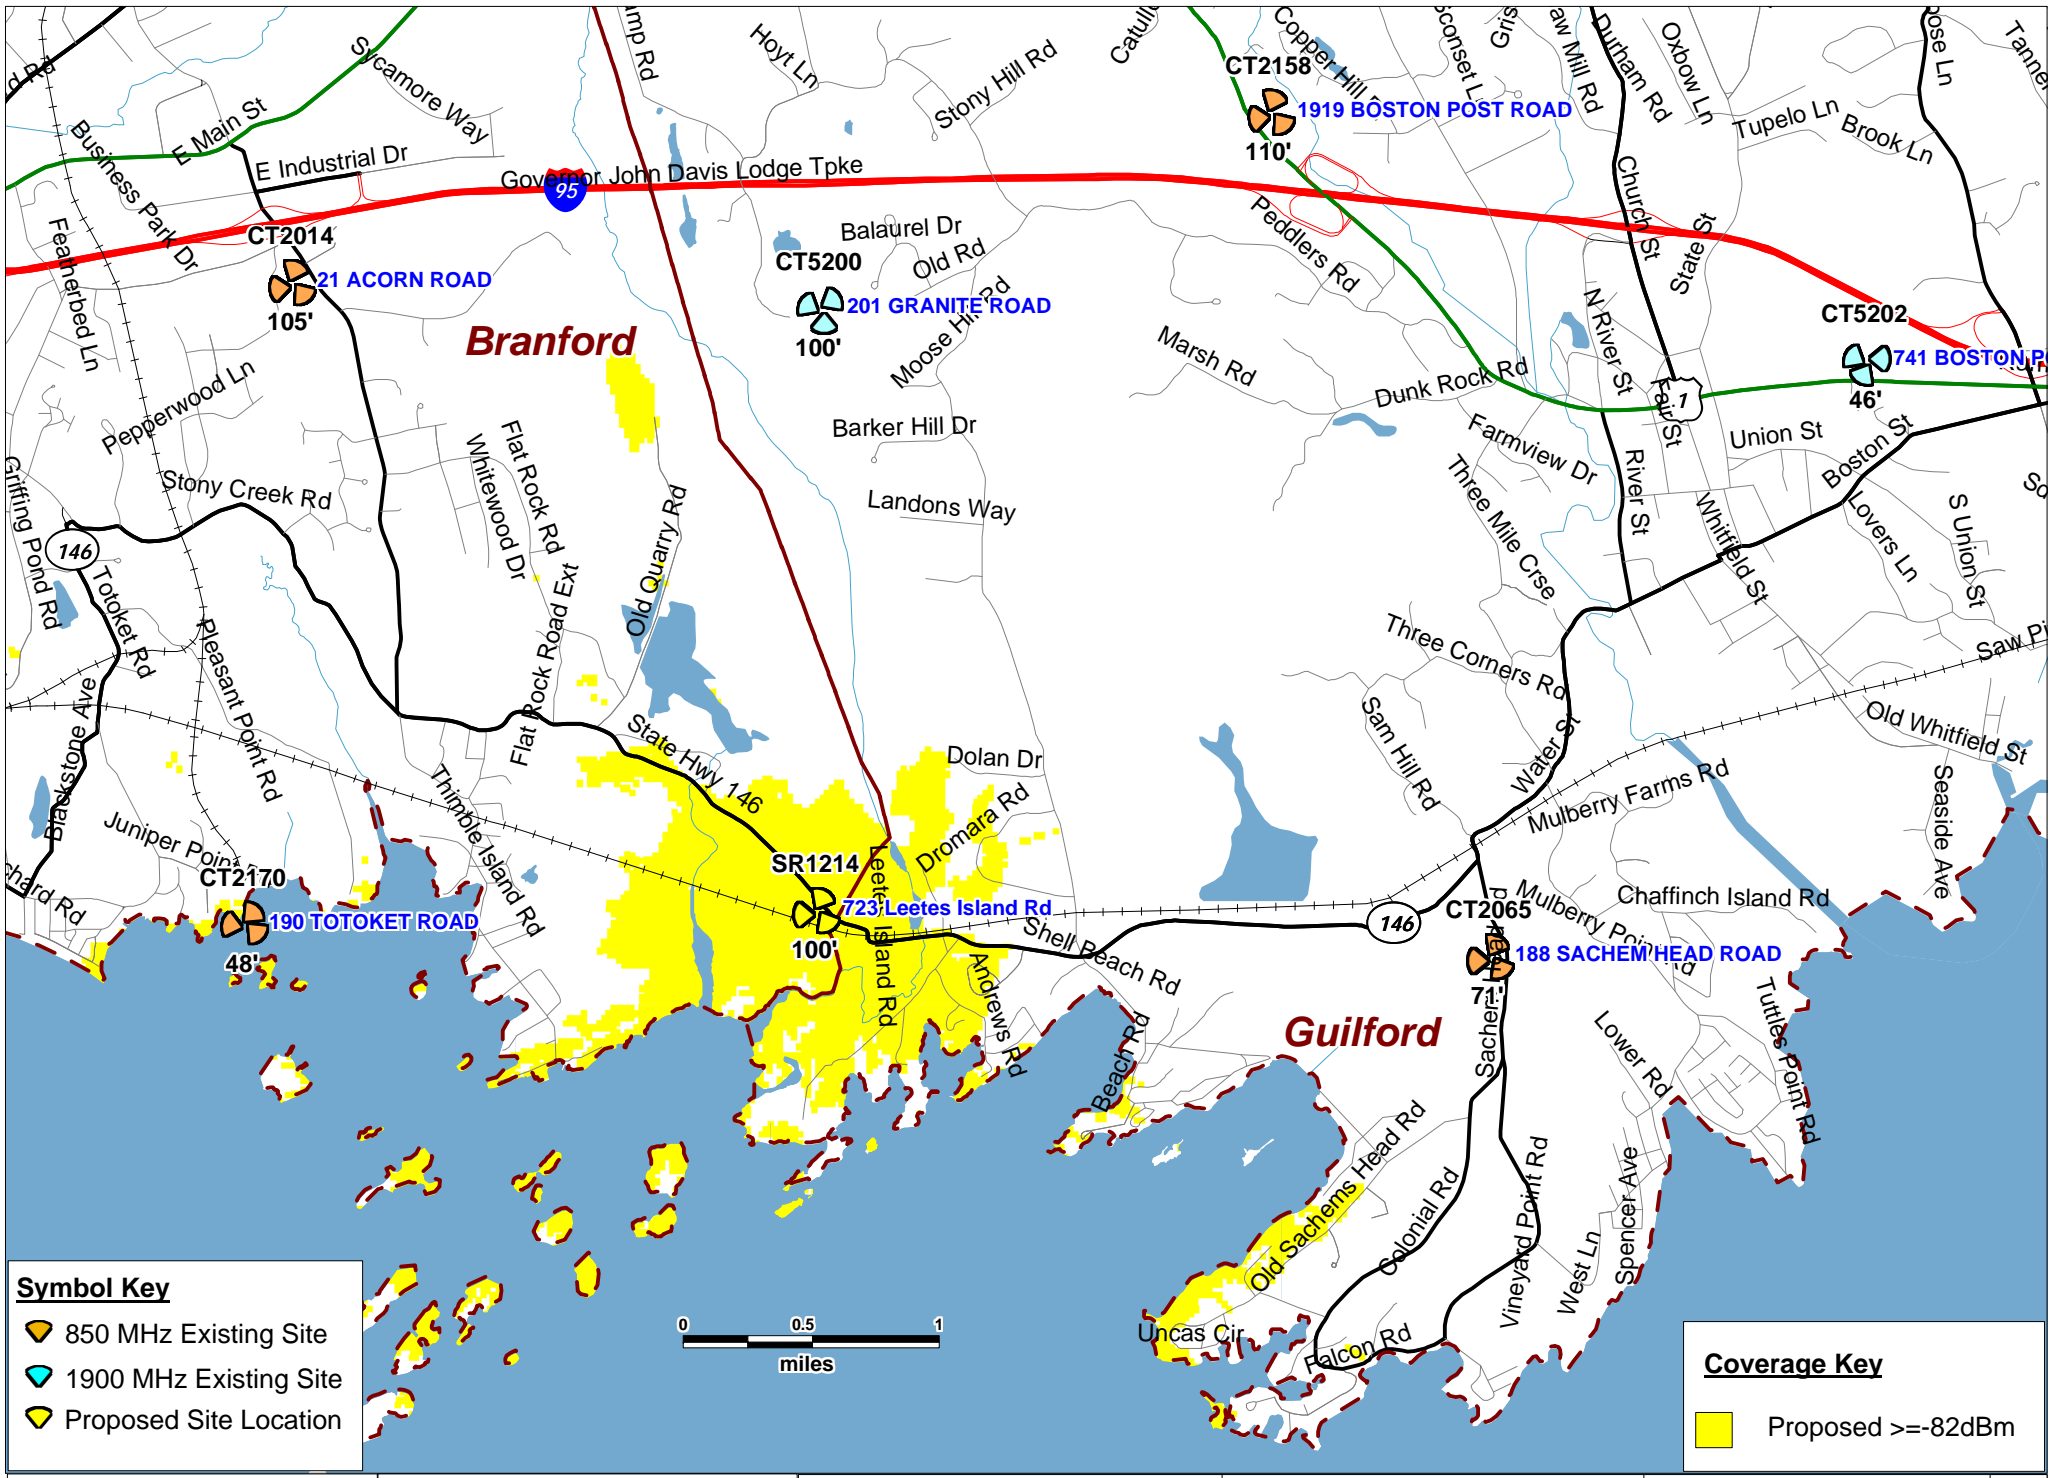 Hoyt Ln
Stony Hill Rd
CT2158
Oxbow Ln
Durham Rd
Sycamore Way
1919 BOSTON POST ROAD
110'
Tupelo Ln
Brook Ln
E Main St
Business Park Dr
E Industrial Dr
Governor John Davis Lodge Tpke
95
Church St
State St
Peddlers Rd
Featherbed Ln
CT2014
21 ACORN ROAD
105'
Balaurel Dr
Old Rd
CT5200
201 GRANITE ROAD
100'
Moose Hill Rd
Branford
Marsh Rd
Dunk Rock Rd
N River St
Fair St
1
CT5202
46'
Pepperwood Ln
Barker Hill Dr
Farmview Dr
Union St
Boston St
Stony Creek Rd
Whitewood Dr
Flat Rock Rd
Landons Way
Three Mile Crse
River St
Whitfield St
Lovers Ln
S Union St
Griffing Pond Rd
146
Totoket Rd
Old Quarry Rd
Flat Rock Road Ext
Pleasant Point Rd
Three Corners Rd
Blackstone Ave
State Hwy 146
Dolan Dr
Sam Hill Rd
Water St
Old Whitfield St
Mulberry Farms Rd
Seaside Ave
Thimble Island Rd
Dromara Rd
CT2170
190 TOTOKET ROAD
48'
SR1214
723 Leetes Island Rd
100'
Leetes Island Rd
Shell Beach Rd
Andrews Rd
Beach Rd
146
CT2065
188 SACHEM HEAD ROAD
71'
Chaffinch Island Rd
Guilford
Lower Rd
Tuttles Point Rd
Old Sachems Head Rd
Colonial Rd
Vineyard Point Rd
West Ln
Spencer Ave
Uncas Cir
Falcon Rd
0 0.5 1
miles
Symbol Key
850 MHz Existing Site
1900 MHz Existing Site
Proposed Site Location
Coverage Key
Proposed >=-82dBm